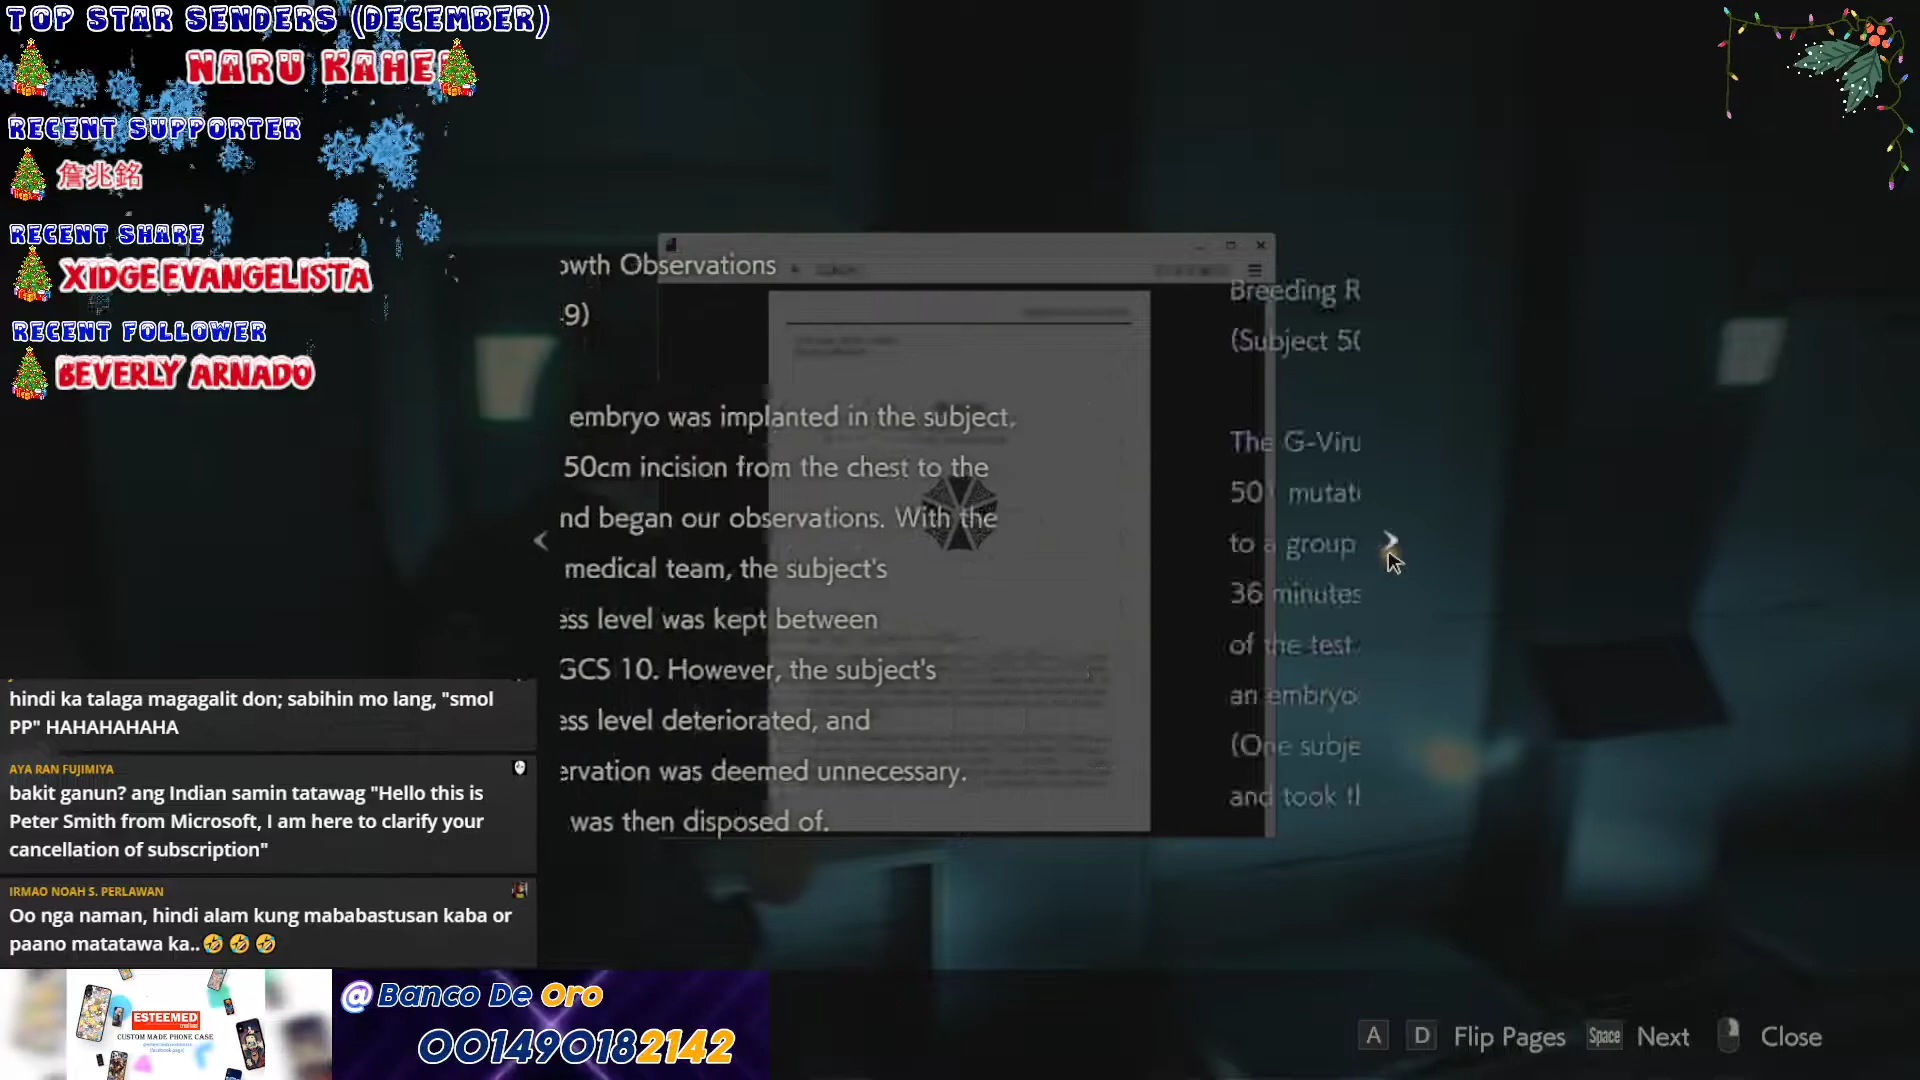 TOP STAR SENDERS (DECEMBER)
NARU KAHE
RECENT SUPPORTER
詹兆銘
RECENT SHARE
XIDGE EVANGELISTA
RECENT FOLLOWER
BEVERLY ARNADO
owth Observations
9)
embryo was implanted in the subject,
50cm incision from the chest to the
nd began our observations. With the
medical team, the subject's
ess level was kept between
GCS 10. However, the subject's
ess level deteriorated, and
ervation was deemed unnecessary.
was then disposed of.
Breeding R
(Subject 50
The G-Viru
501 mutat
to a group
36 minutes
of the test
an embryo
(One subje
and took t
hindi ka talaga magagalit don; sabihin mo lang, "smol
PP" HAHAHAHAHA
AYA RAN FUJIMIYA
bakit ganun? ang Indian samin tatawag "Hello this is
Peter Smith from Microsoft, I am here to clarify your
cancellation of subscription"
IRMAO NOAH S. PERLAWAN
Oo nga naman, hindi alam kung mababastusan kaba or
paano matatawa ka..🤣🤣🤣
ESTEEMED
CUSTOM MADE PHONE CASE
@Banco De Oro
001490182142
A D Flip Pages Space Next Close